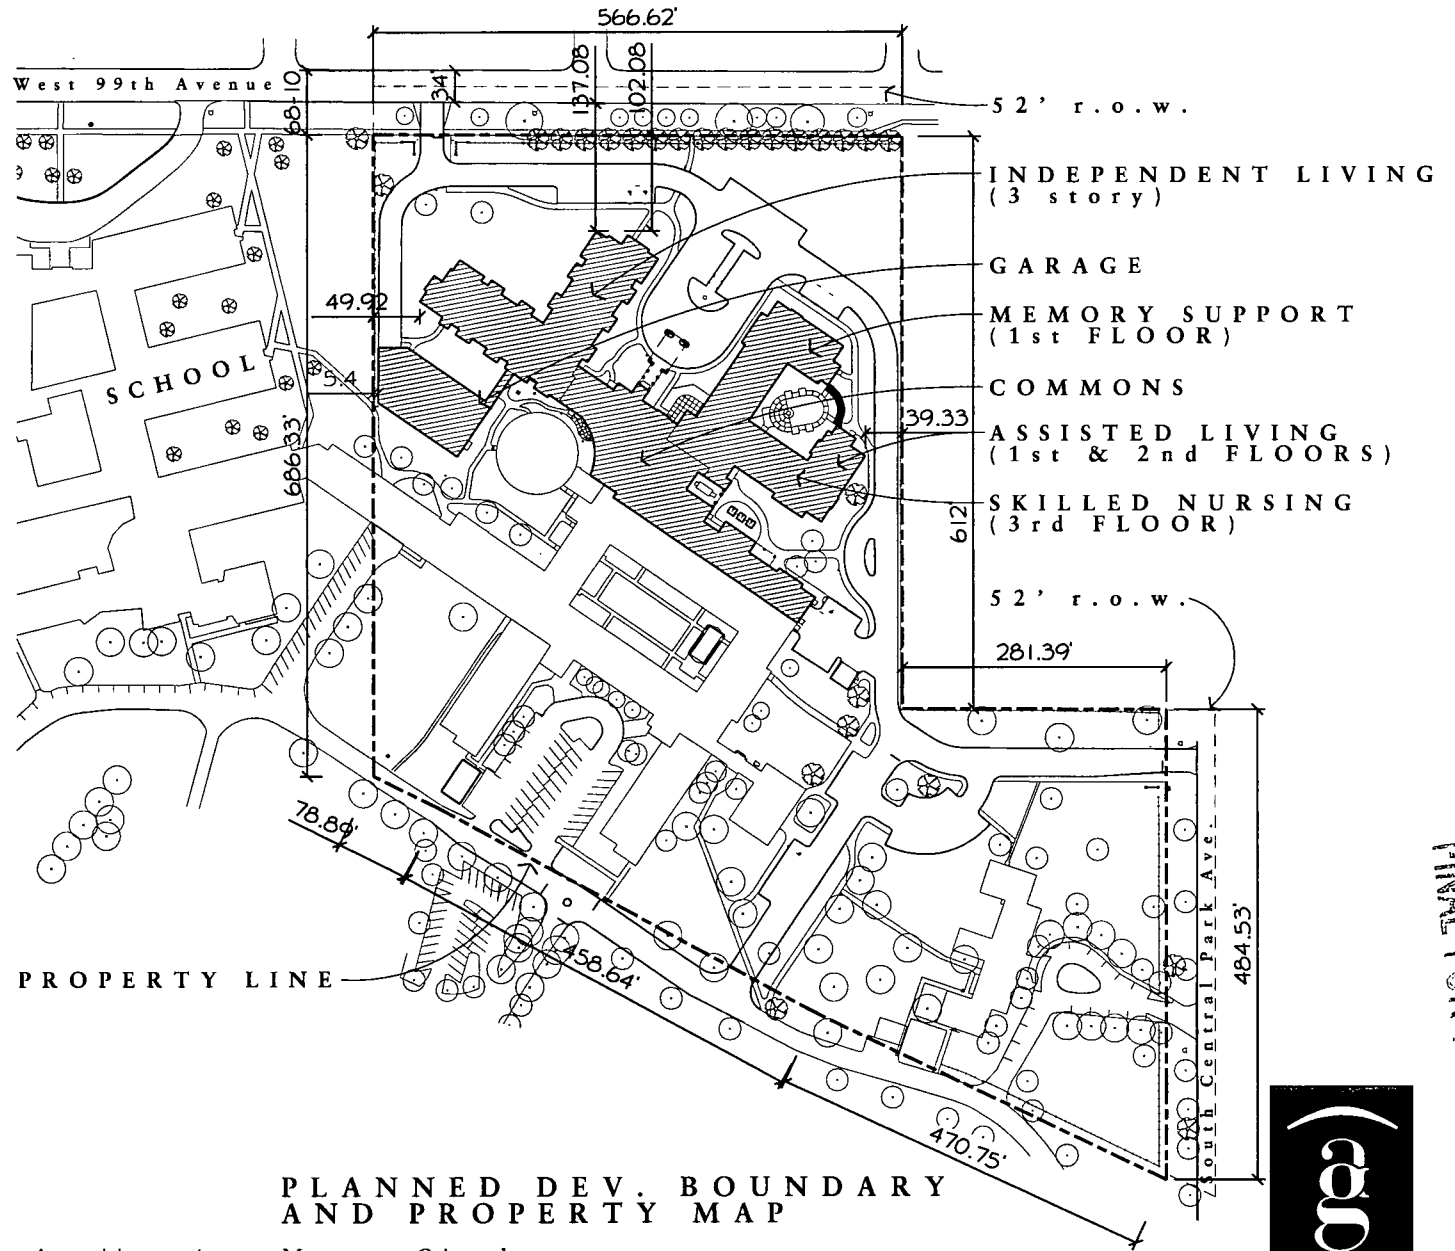 566.62'
West 99th Avenue
68-10
34'
137.08
102.08
52' r.o.w.
INDEPENDENT LIVING
(3 story)
GARAGE
49.92
MEMORY SUPPORT
(1st FLOOR)
SCHOOL
5.4
COMMONS
39.33
ASSISTED LIVING
(1st & 2nd FLOORS)
686.33'
SKILLED NURSING
(3rd FLOOR)
612'
52' r.o.w.
281.39'
78.89'
South Central Park Ave.
484.53'
PROPERTY LINE
458.64'
470.75'
ag
PLANNED DEV. BOUNDARY
AND PROPERTY MAP